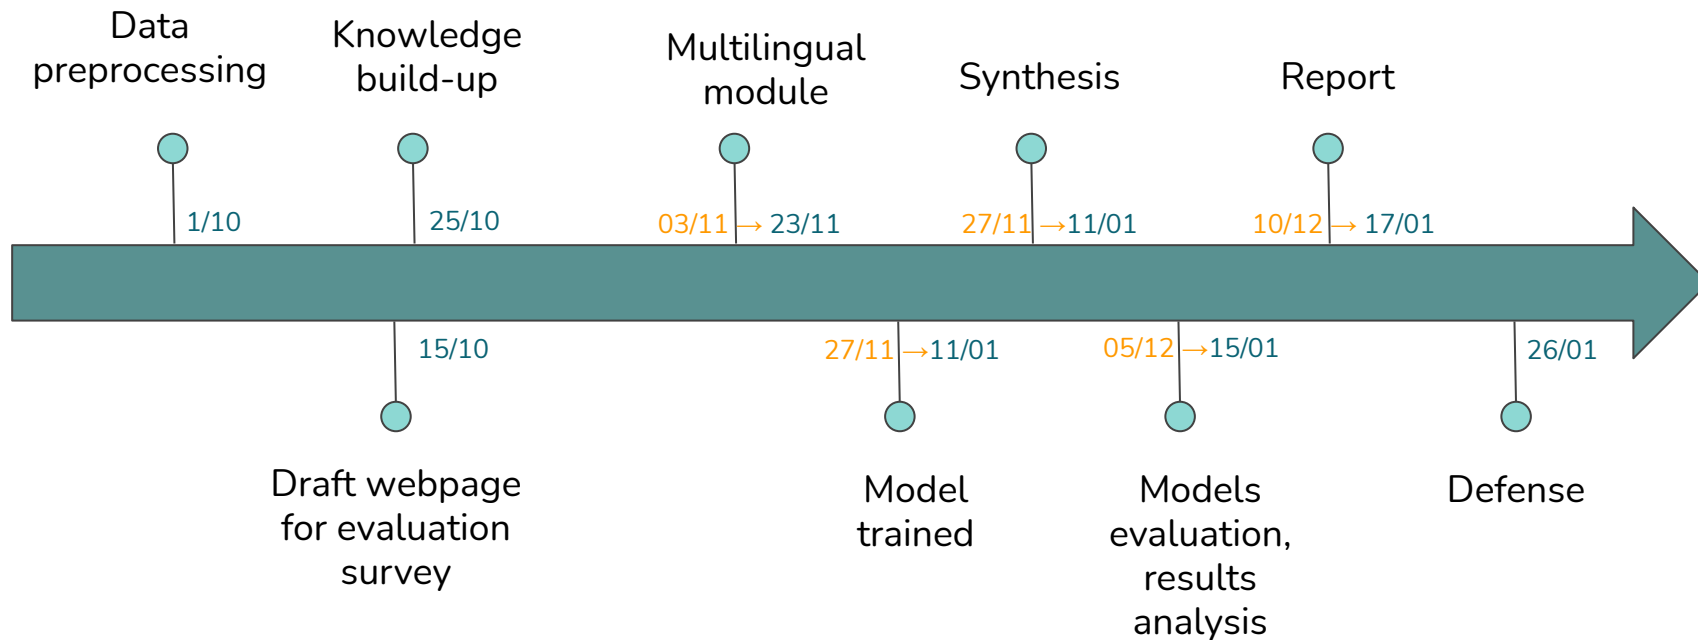 Data
preprocessing
Knowledge
build-up
Multilingual
module
Synthesis
Report
1/10
25/10
03/11 → 23/11
27/11 →11/01
10/12 → 17/01
15/10
27/11 →11/01
05/12 →15/01
26/01
Draft webpage
for evaluation
survey
Model
trained
Models
evaluation,
results
analysis
Defense